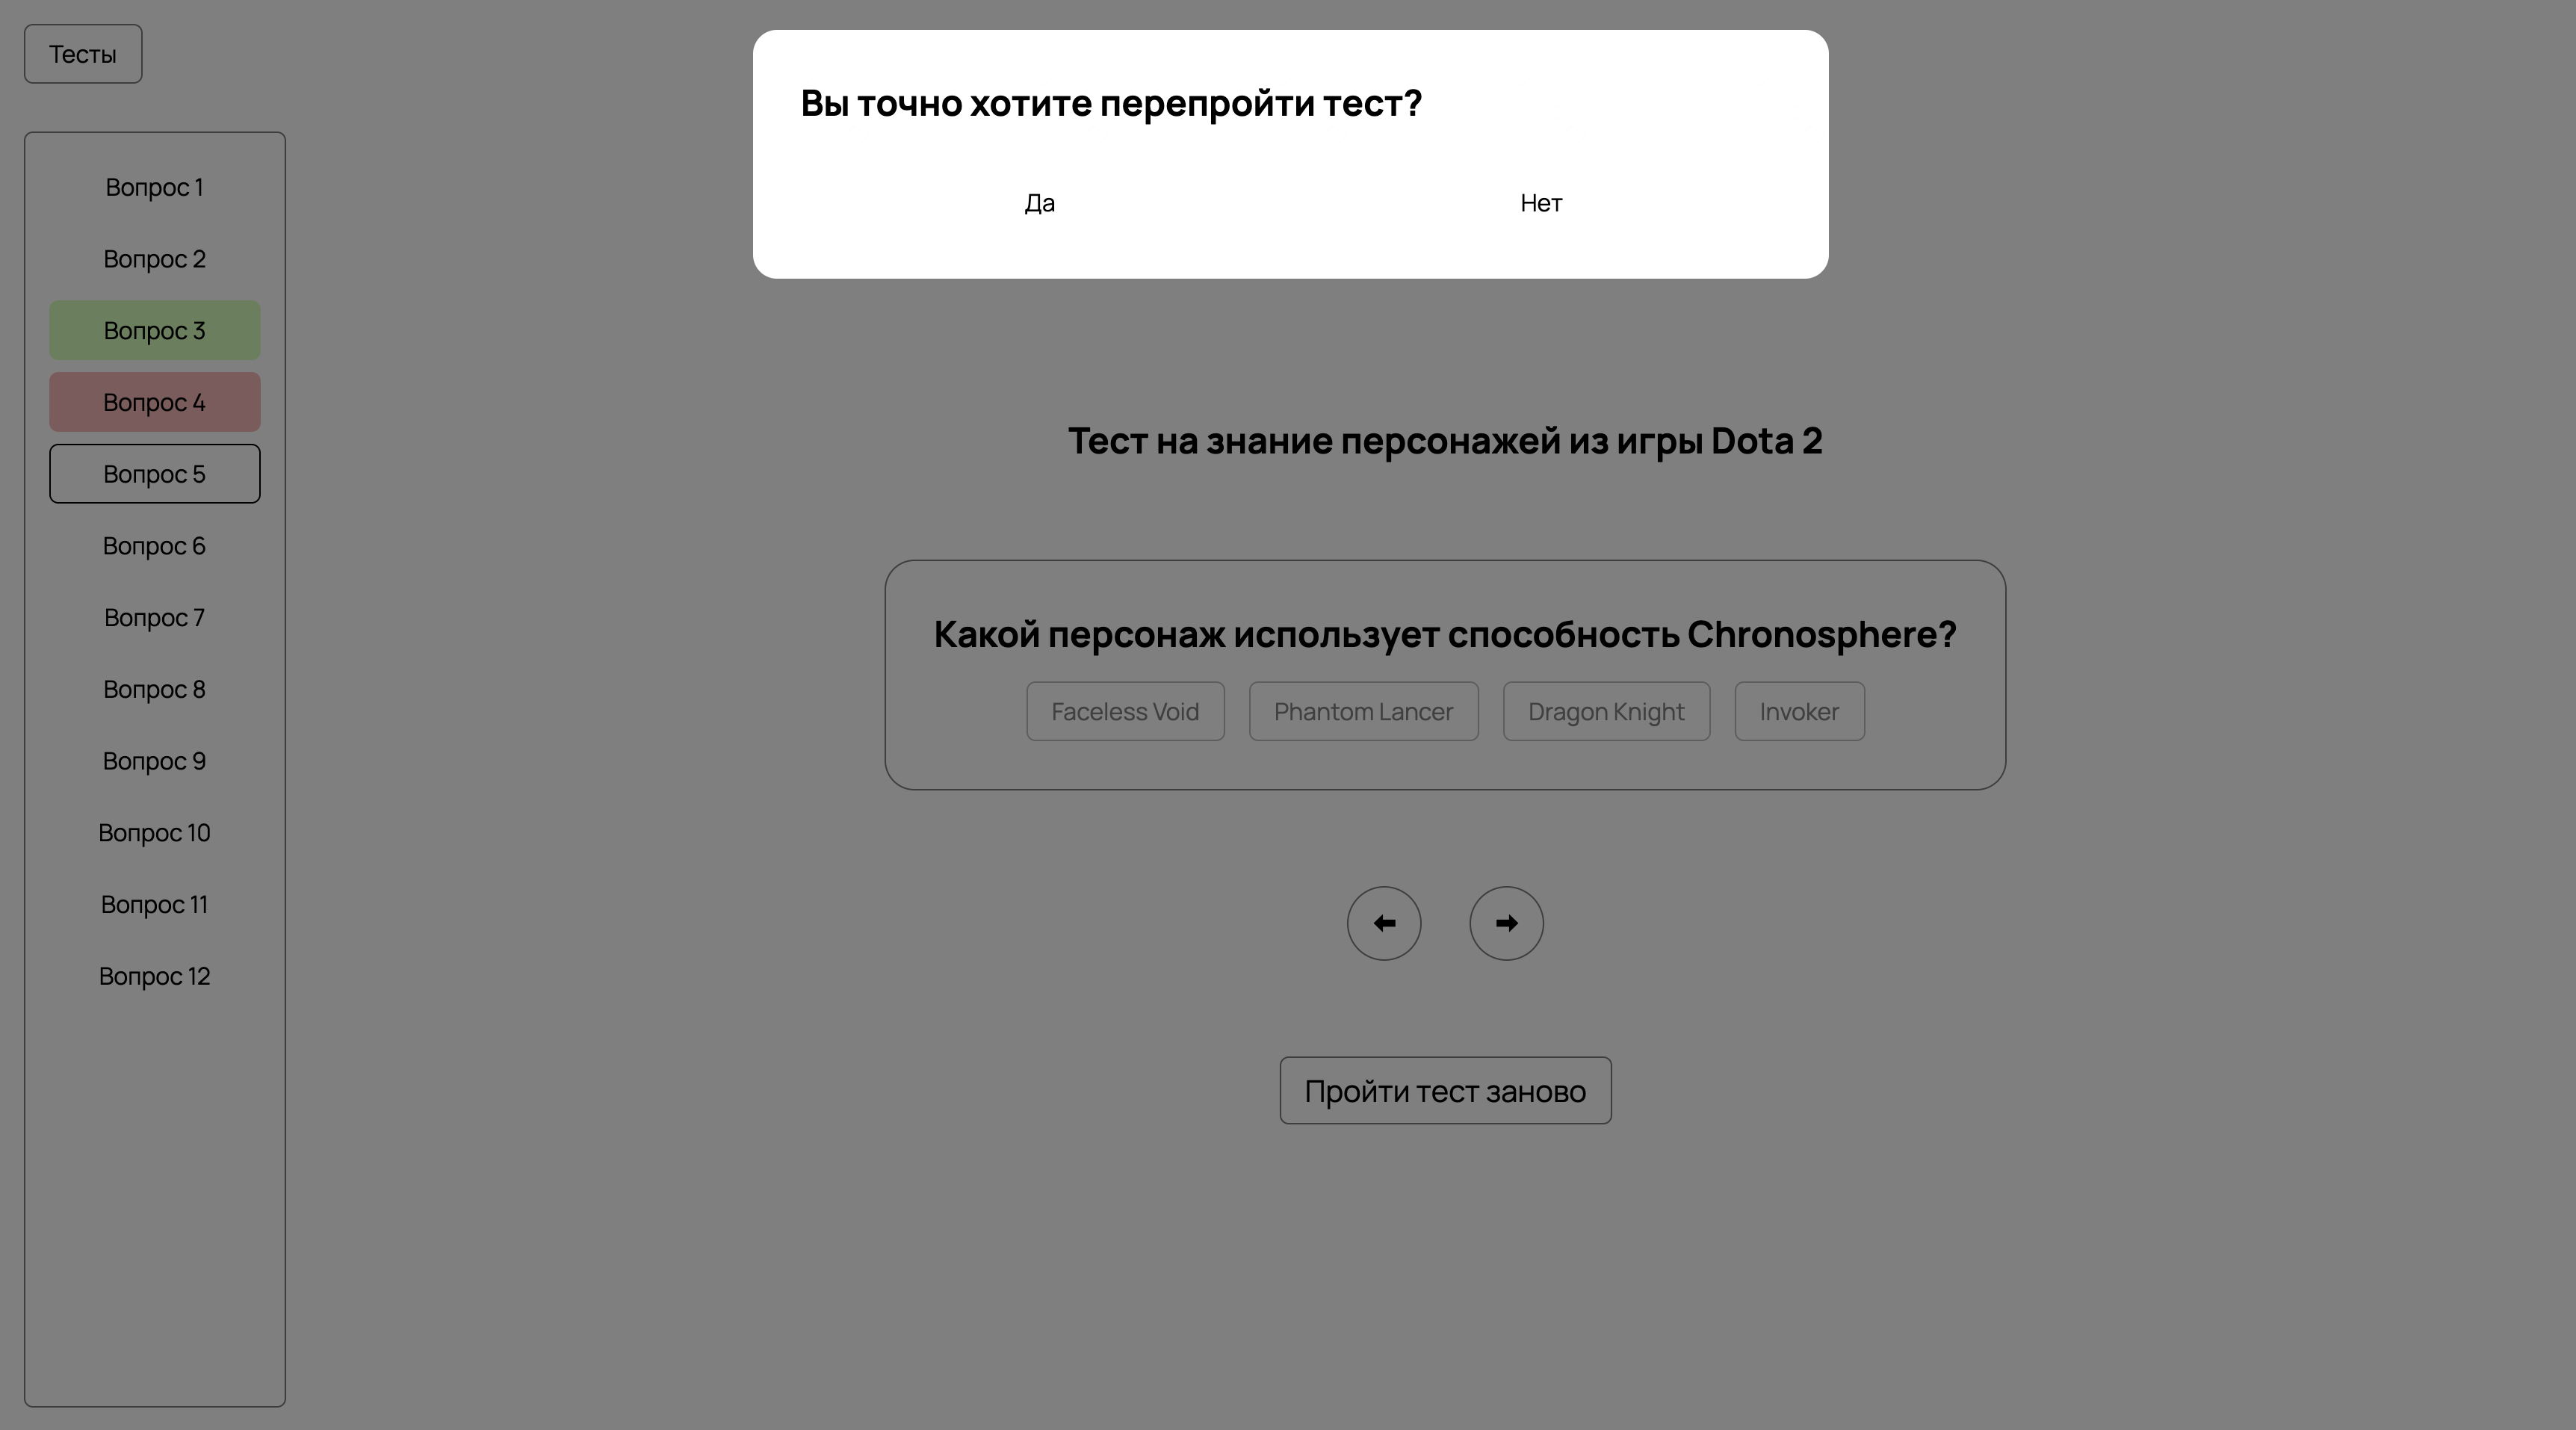 Тесты
Вы точно хотите перепройти тест?
Да Нет
Вопрос 1
Вопрос 2
Вопрос 3
Вопрос 4
Вопрос 5
Вопрос 6
Вопрос 7
Вопрос 8
Вопрос 9
Вопрос 10
Вопрос 11
Вопрос 12
Тест на знание персонажей из игры Dota 2
Какой персонаж использует способность Chronosphere?
Faceless Void Phantom Lancer Dragon Knight Invoker
Пройти тест заново